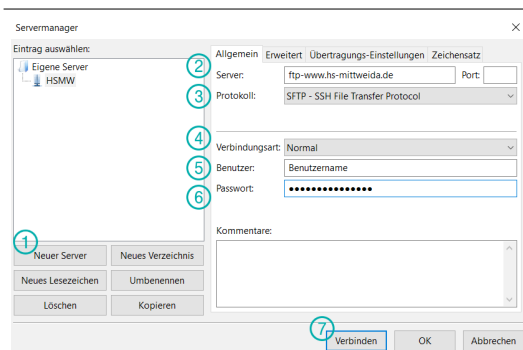 Servermanager
Eintrag auswählen:
Eigene Server
HSMW
Allgemein Erweitert Übertragungs-Einstellungen Zeichensatz
2 Server: ftp-www.hs-mittweida.de Port:
3 Protokoll: SFTP - SSH File Transfer Protocol
4 Verbindungsart: Normal
5 Benutzer: Benutzername
6 Passwort: ●●●●●●●●●●●●●●●
Kommentare:
1
Neuer Server Neues Verzeichnis
Neues Lesezeichen Umbenennen
Löschen Kopieren
7 Verbinden OK Abbrechen